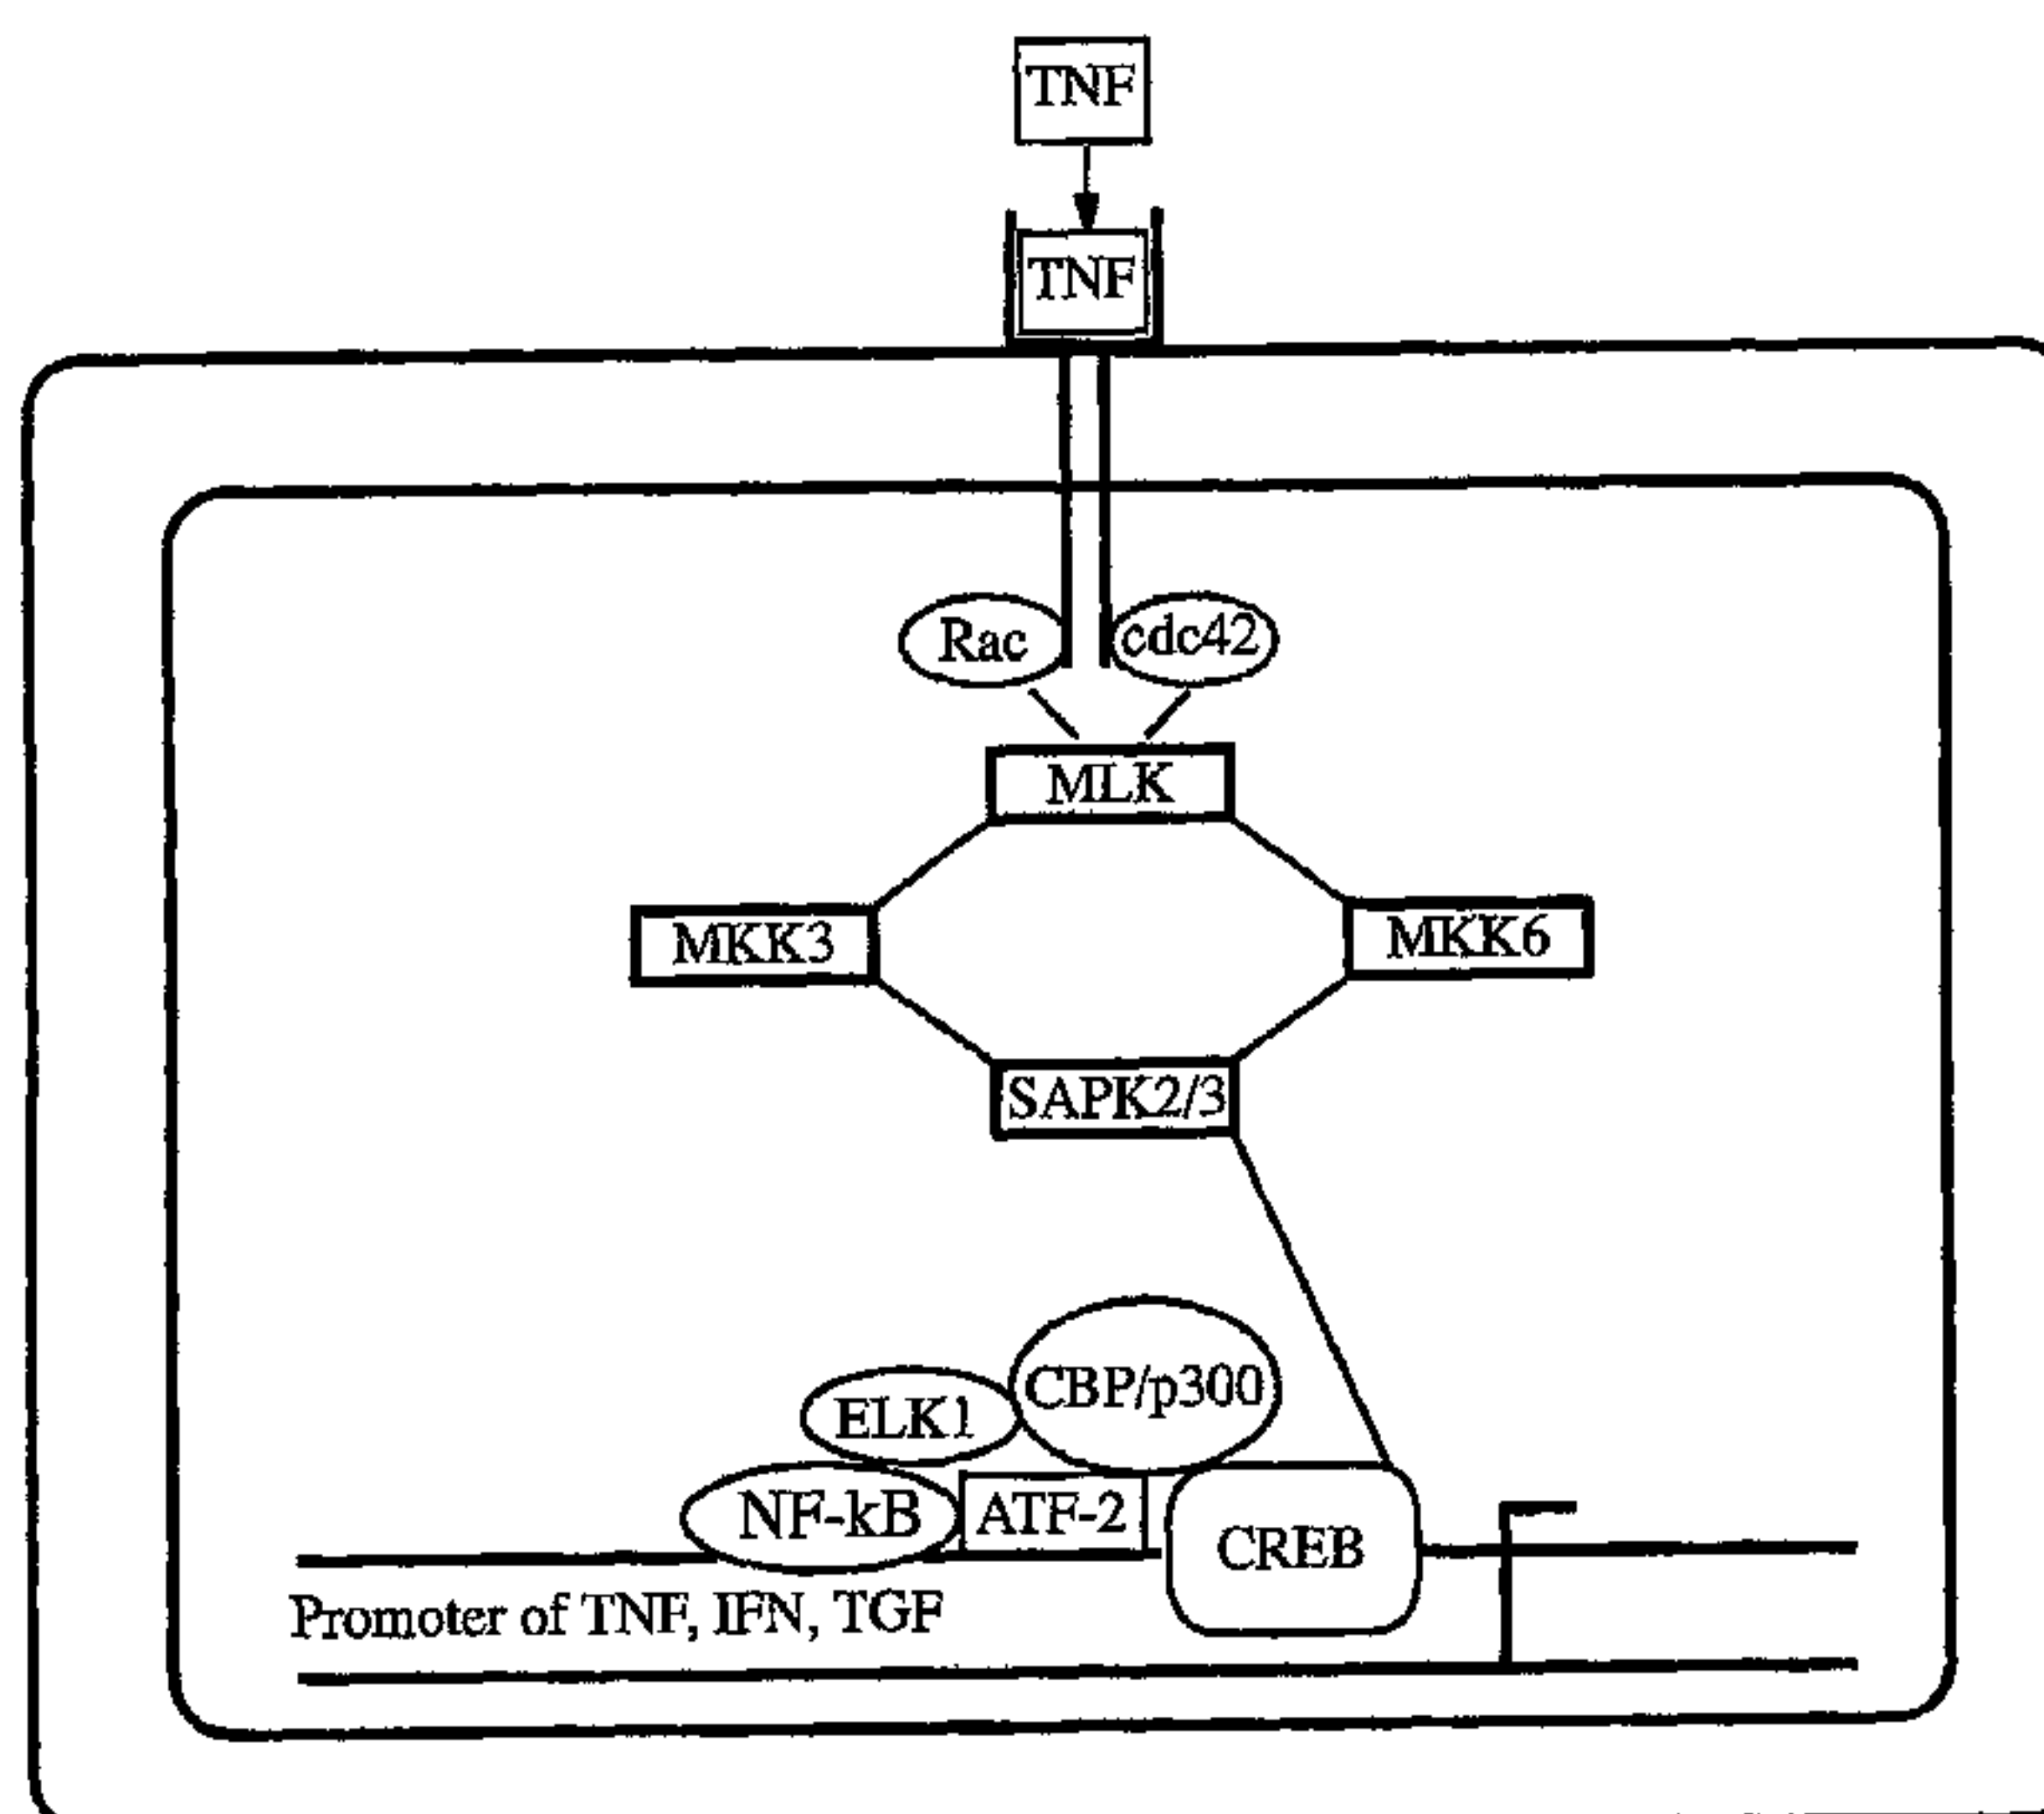 TNF
TNF
Rac
cdc42
MLK
MKK3
MKK6
SAPK2/3
CBP/p300
ELK1
NF-kB
ATF-2
CREB
Promoter of TNF, IFN, TGF